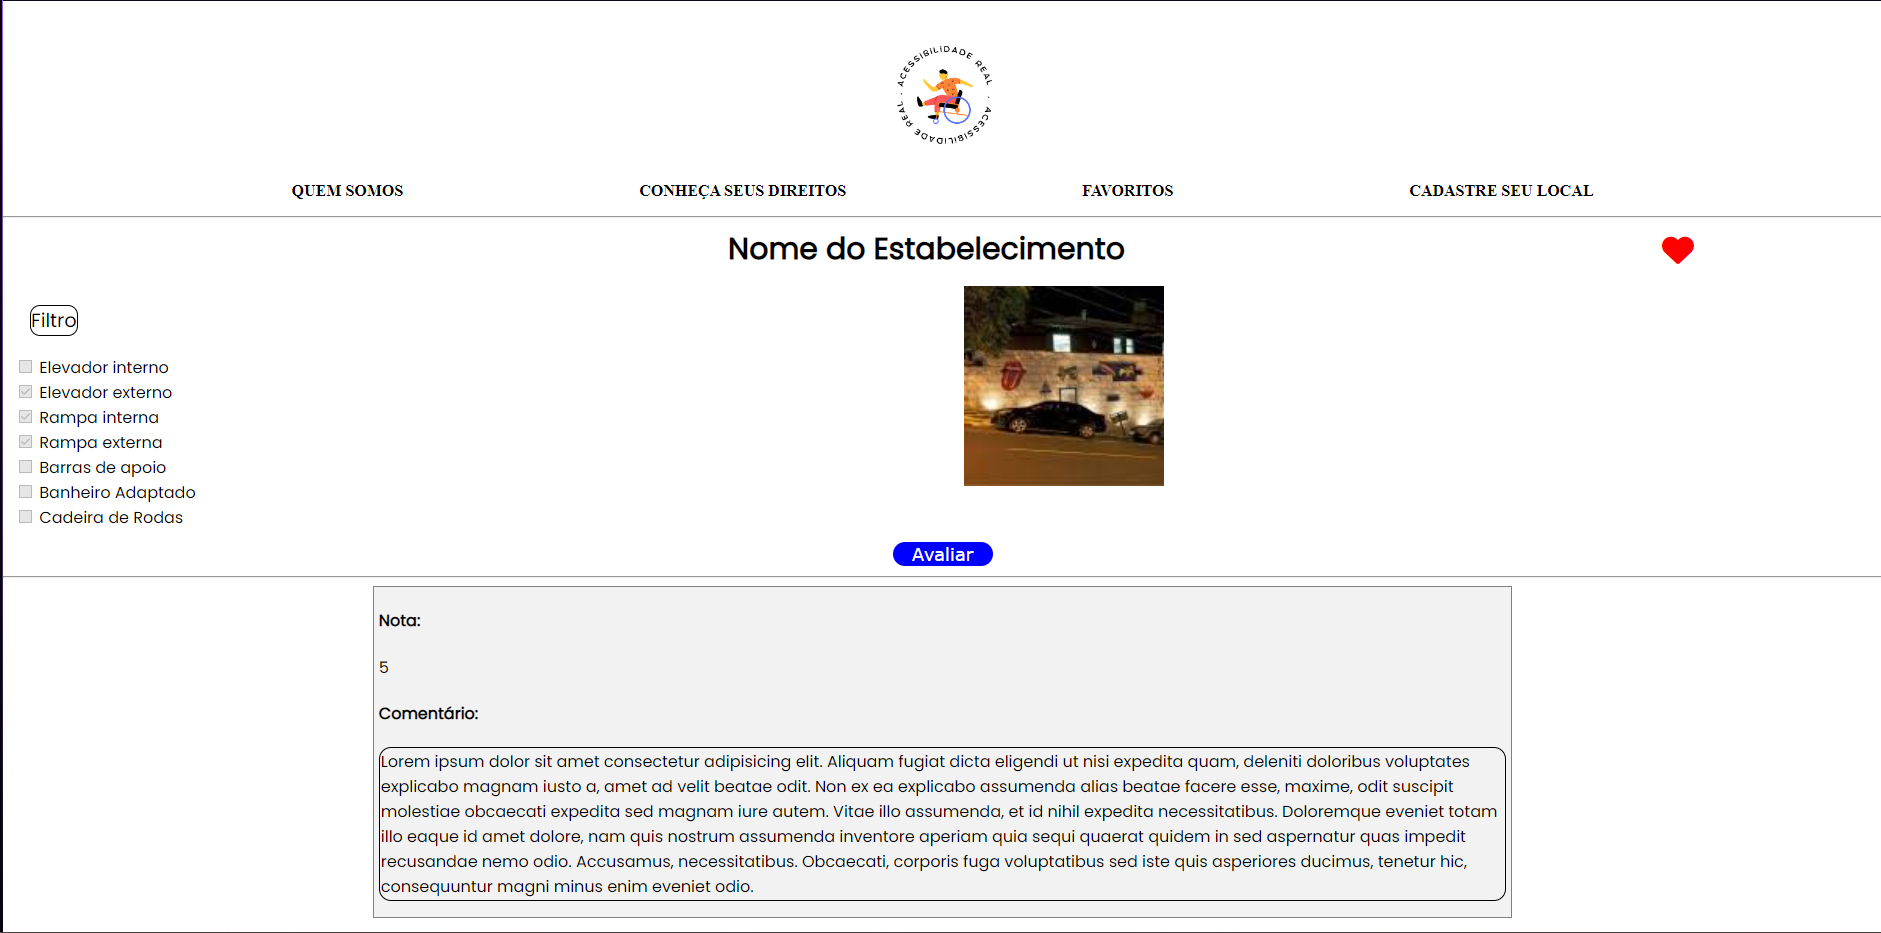 ACESSIBILIDADE REAL · ACESSIBILIDADE REAL ·
QUEM SOMOS
CONHEÇA SEUS DIREITOS
FAVORITOS
CADASTRE SEU LOCAL
Nome do Estabelecimento
Filtro
Elevador interno
Elevador externo
Rampa interna
Rampa externa
Barras de apoio
Banheiro Adaptado
Cadeira de Rodas
Avaliar
Nota:
5
Comentário:
Lorem ipsum dolor sit amet consectetur adipisicing elit. Aliquam fugiat dicta eligendi ut nisi expedita quam, deleniti doloribus voluptates
explicabo magnam iusto a, amet ad velit beatae odit. Non ex ea explicabo assumenda alias beatae facere esse, maxime, odit suscipit
molestiae obcaecati expedita sed magnam iure autem. Vitae illo assumenda, et id nihil expedita necessitatibus. Doloremque eveniet totam
illo eaque id amet dolore, nam quis nostrum assumenda inventore aperiam quia sequi quaerat quidem in sed aspernatur quas impedit
recusandae nemo odio. Accusamus, necessitatibus. Obcaecati, corporis fuga voluptatibus sed iste quis asperiores ducimus, tenetur hic,
consequuntur magni minus enim eveniet odio.